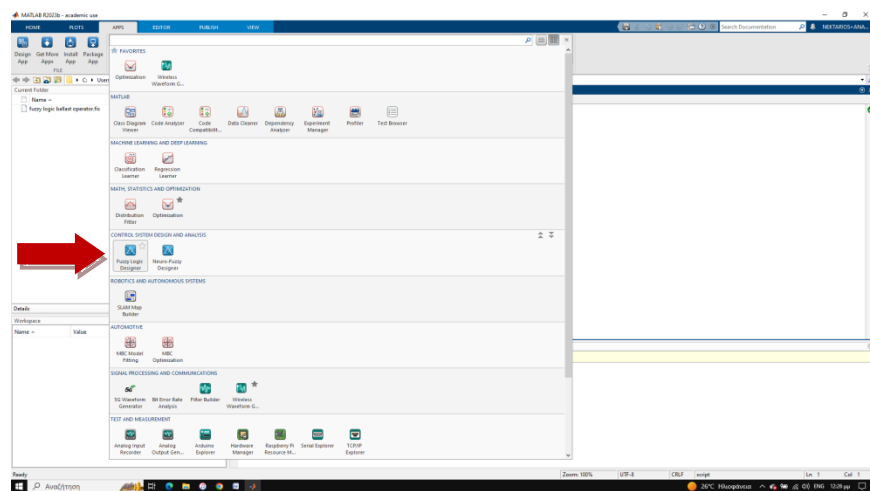 MATLAB R2023b - academic use
HOME PLOTS APPS EDITOR PUBLISH VIEW
Search Documentation
NEKTARIOS-ANA...
Design App
Get More Apps
Install App
Package App
FILE
C: Users
Current Folder
Name
fuzzy logic ballast operator.fis
Details
Workspace
Name Value
FAVORITES
Optimization
Wireless Waveform G...
MATLAB
Class Diagram Viewer
Code Analyzer
Code Compatibilit...
Data Cleaner
Dependency Analyzer
Experiment Manager
Profiler
Test Browser
MACHINE LEARNING AND DEEP LEARNING
Classification Learner
Regression Learner
MATH, STATISTICS AND OPTIMIZATION
Distribution Fitter
Optimization
CONTROL SYSTEM DESIGN AND ANALYSIS
Fuzzy Logic Designer
Neuro-Fuzzy Designer
ROBOTICS AND AUTONOMOUS SYSTEMS
SLAM Map Builder
AUTOMOTIVE
MBC Model Fitting
MBC Optimization
SIGNAL PROCESSING AND COMMUNICATIONS
5G Waveform Generator
Bit Error Rate Analysis
Filter Builder
Wireless Waveform G...
TEST AND MEASUREMENT
Analog Input Recorder
Analog Output Gen...
Arduino Explorer
Hardware Manager
Raspberry Pi Resource M...
Serial Explorer
TCP/IP Explorer
Ready
Zoom: 100% UTF-8 CRLF script Ln 1 Col 1
Αναζήτηση
26°C Ηλιοφάνεια ENG 12:28 μμ